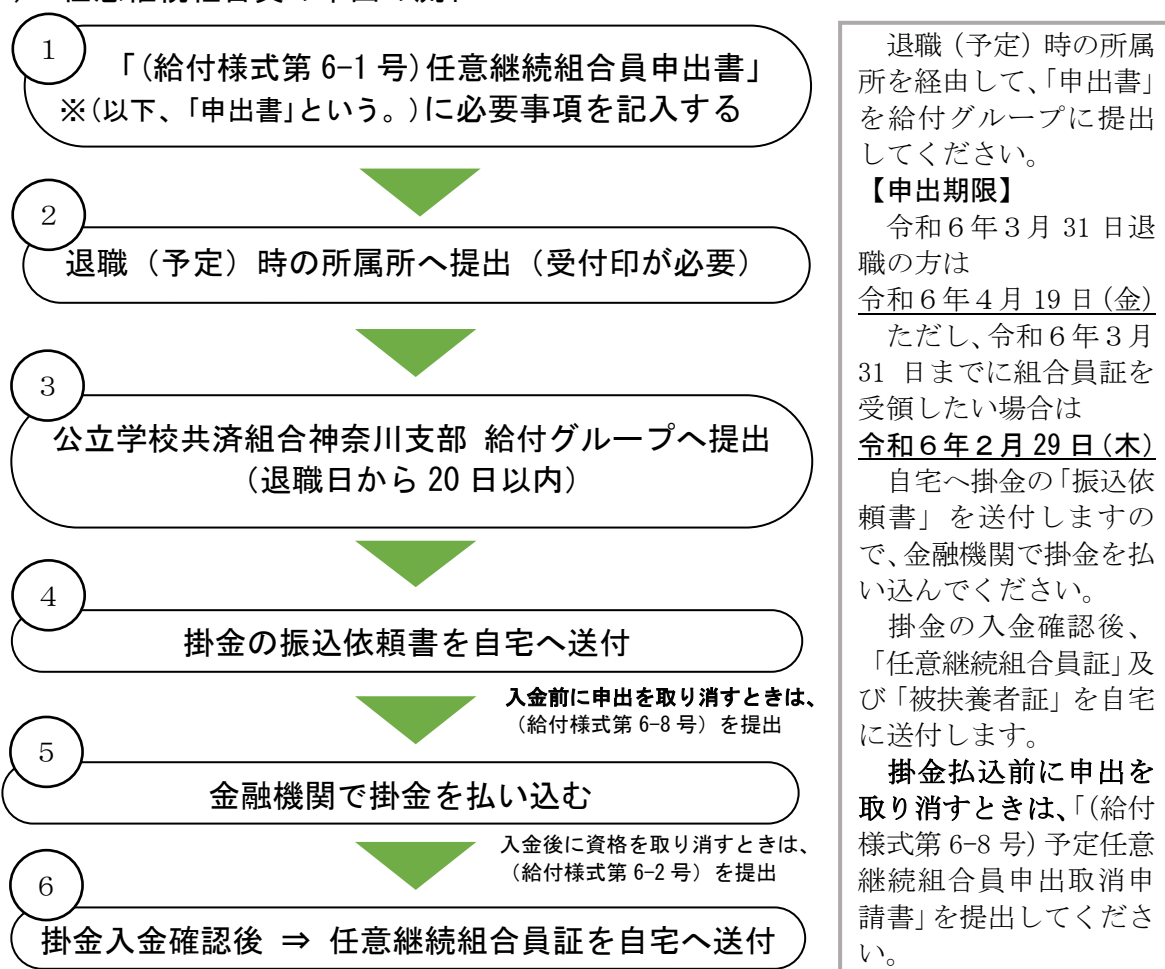 1
「(給付様式第 6-1 号)任意継続組合員申出書」
※(以下、「申出書」という。)に必要事項を記入する
2
退職(予定)時の所属所へ提出(受付印が必要)
3
公立学校共済組合神奈川支部 給付グループへ提出
(退職日から 20 日以内)
4
掛金の振込依頼書を自宅へ送付
入金前に申出を取り消すときは、
(給付様式第 6-8 号)を提出
5
金融機関で掛金を払い込む
入金後に資格を取り消すときは、
(給付様式第 6-2 号)を提出
6
掛金入金確認後 ⇒ 任意継続組合員証を自宅へ送付
退職(予定)時の所属
所を経由して、「申出書」
を給付グループに提出
してください。
【申出期限】
令和6年3月 31 日退
職の方は
令和6年4月 19 日(金)
ただし、令和6年3月
31 日までに組合員証を
受領したい場合は
令和6年2月 29 日(木)
自宅へ掛金の「振込依
頼書」を送付しますの
で、金融機関で掛金を払
い込んでください。
掛金の入金確認後、
「任意継続組合員証」及
び「被扶養者証」を自宅
に送付します。
掛金払込前に申出を
取り消すときは、「(給付
様式第 6-8 号)予定任意
継続組合員申出取消申
請書」を提出してくださ
い。